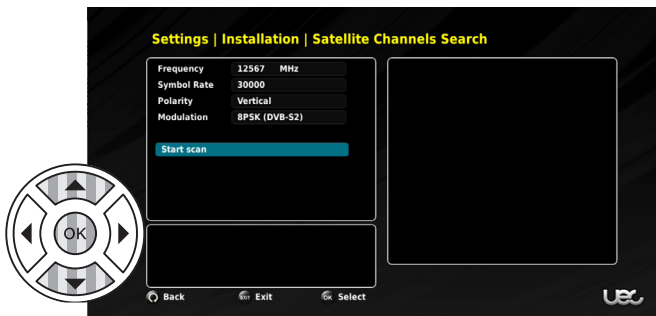 Settings | Installation | Satellite Channels Search
Frequency 12567 MHz
Symbol Rate 30000
Polarity Vertical
Modulation 8PSK (DVB-S2)
Start scan
OK
Back EXIT Exit OK Select
UEC